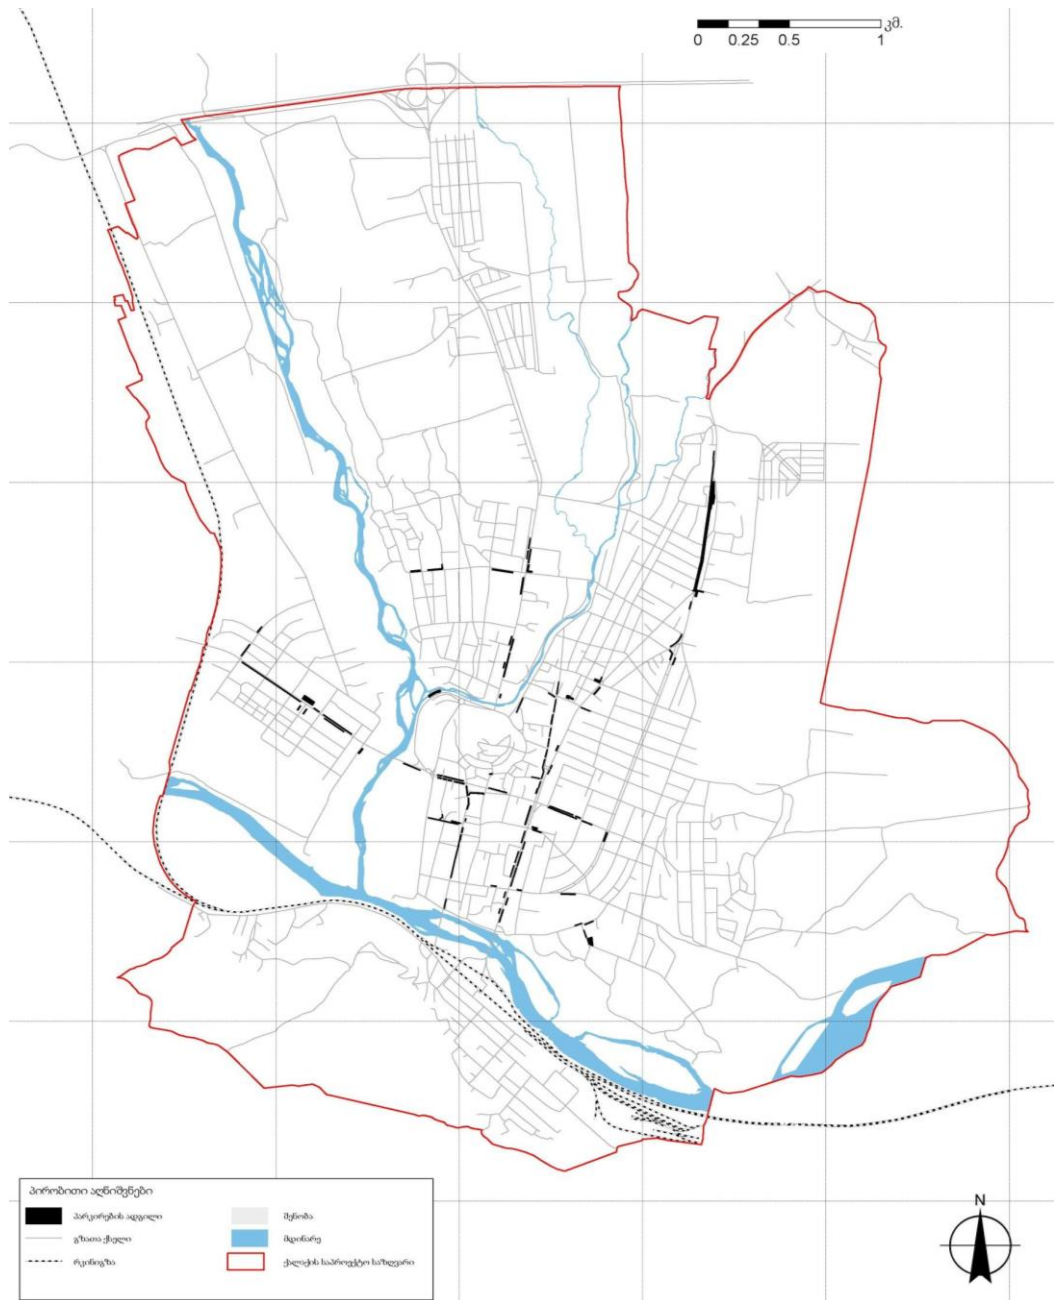 კმ.
0 0.25 0.5 1
N
პირობითი აღნიშვნები
პარკირების ადგილი
გზათა ქსელი
რკინიგზა
შენობა
მდინარე
ქალაქის საპროექტო საზღვარი